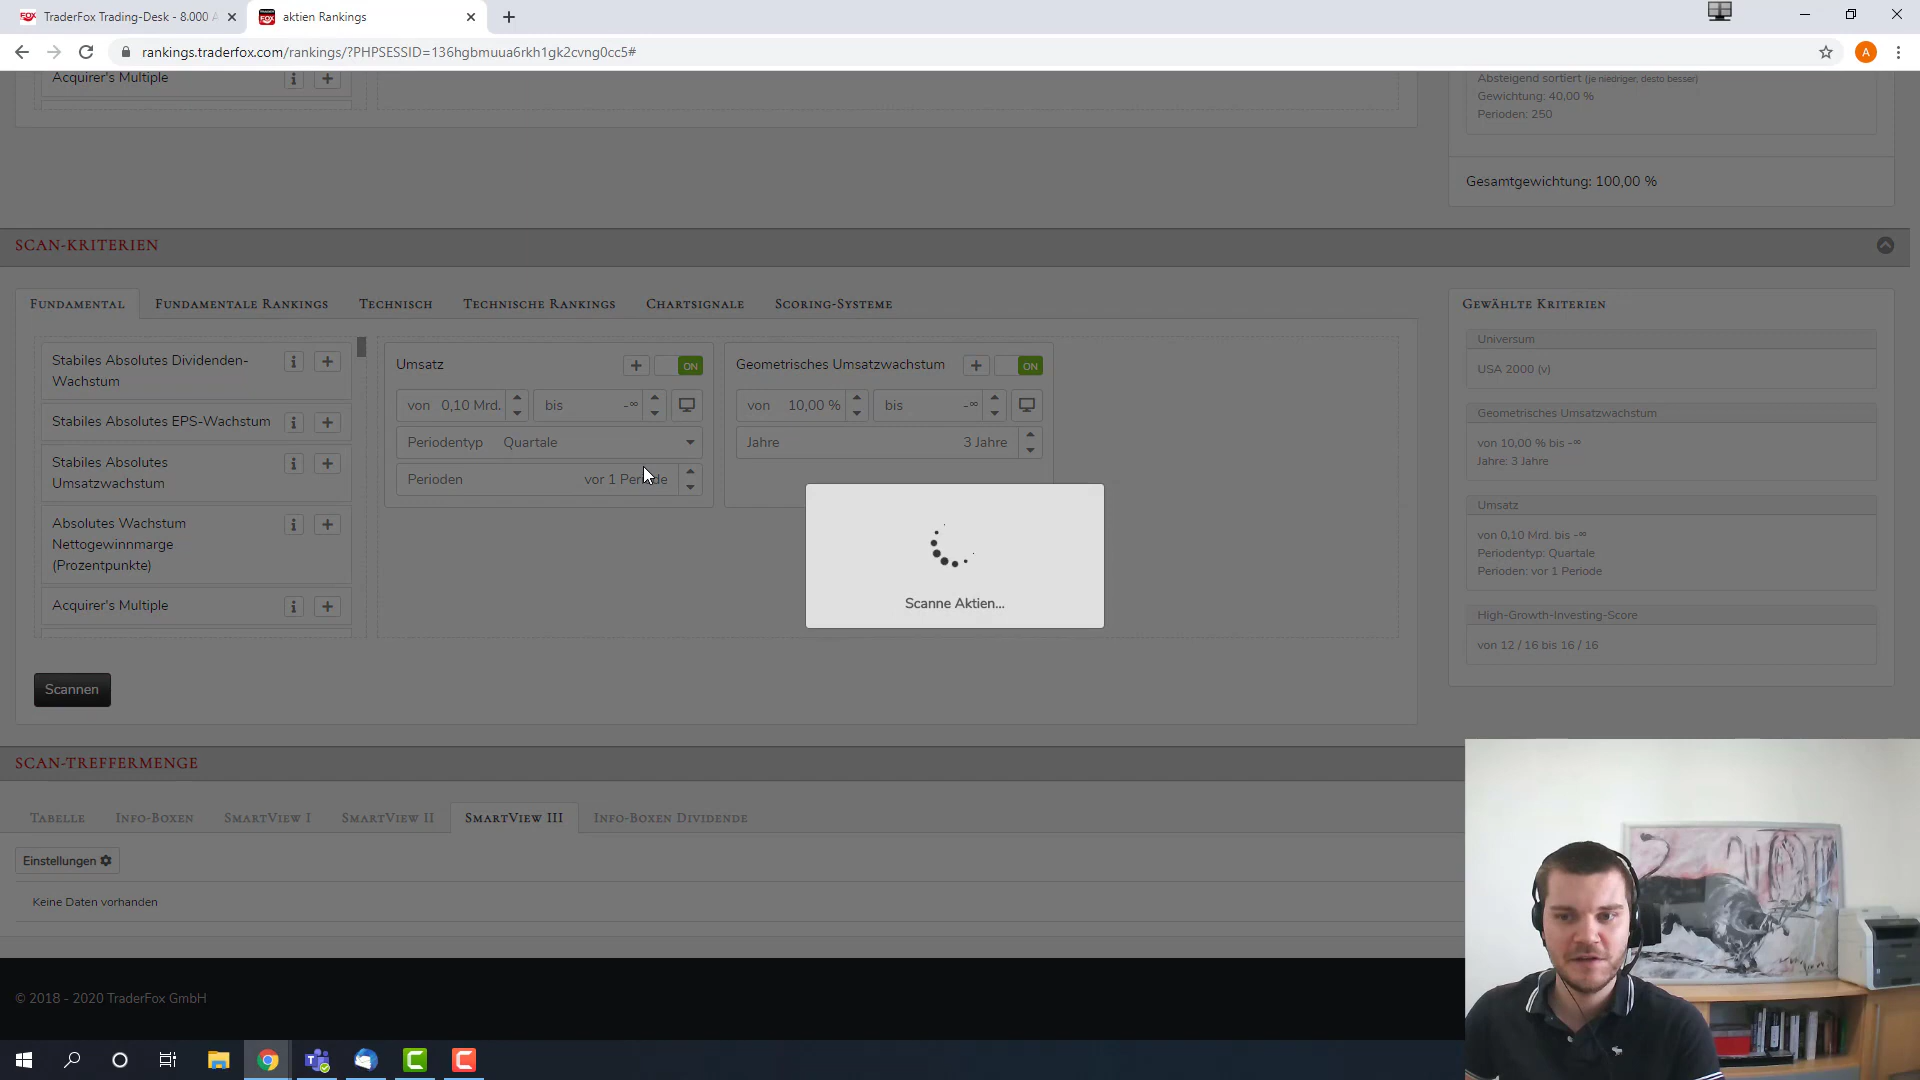 TraderFox Trading-Desk - 8.000 A
aktien Rankings
rankings.traderfox.com/rankings/?PHPSESSID=136hgbmuua6rkh1gk2cvng0cc5#
A
Acquirer's Multiple
Absteigend sortiert (je niedriger, desto besser)
Gewichtung: 40,00 %
Perioden: 250
Gesamtgewichtung: 100,00 %
SCAN-KRITERIEN
Fundamental
Fundamentale Rankings
Technisch
Technische Rankings
Chartsignale
Scoring-Systeme
Stabiles Absolutes Dividenden-
Wachstum
Stabiles Absolutes EPS-Wachstum
Stabiles Absolutes
Umsatzwachstum
Absolutes Wachstum
Nettogewinnmarge
(Prozentpunkte)
Acquirer's Multiple
Umsatz
ON
von 0,10 Mrd. bis -∞
Periodentyp Quartale
Perioden vor 1 Periode
Geometrisches Umsatzwachstum
ON
von 10,00 % bis -∞
Jahre 3 Jahre
Scanne Aktien...
Scannen
Gewählte Kriterien
Universum
USA 2000 (v)
Geometrisches Umsatzwachstum
von 10,00 % bis -∞
Jahre: 3 Jahre
Umsatz
von 0,10 Mrd. bis -∞
Periodentyp: Quartale
Perioden: vor 1 Periode
High-Growth-Investing-Score
von 12 / 16 bis 16 / 16
SCAN-TREFFERMENGE
Tabelle
Info-Boxen
SmartView I
SmartView II
SmartView III
Info-Boxen Dividende
Einstellungen
Keine Daten vorhanden
© 2018 - 2020 TraderFox GmbH